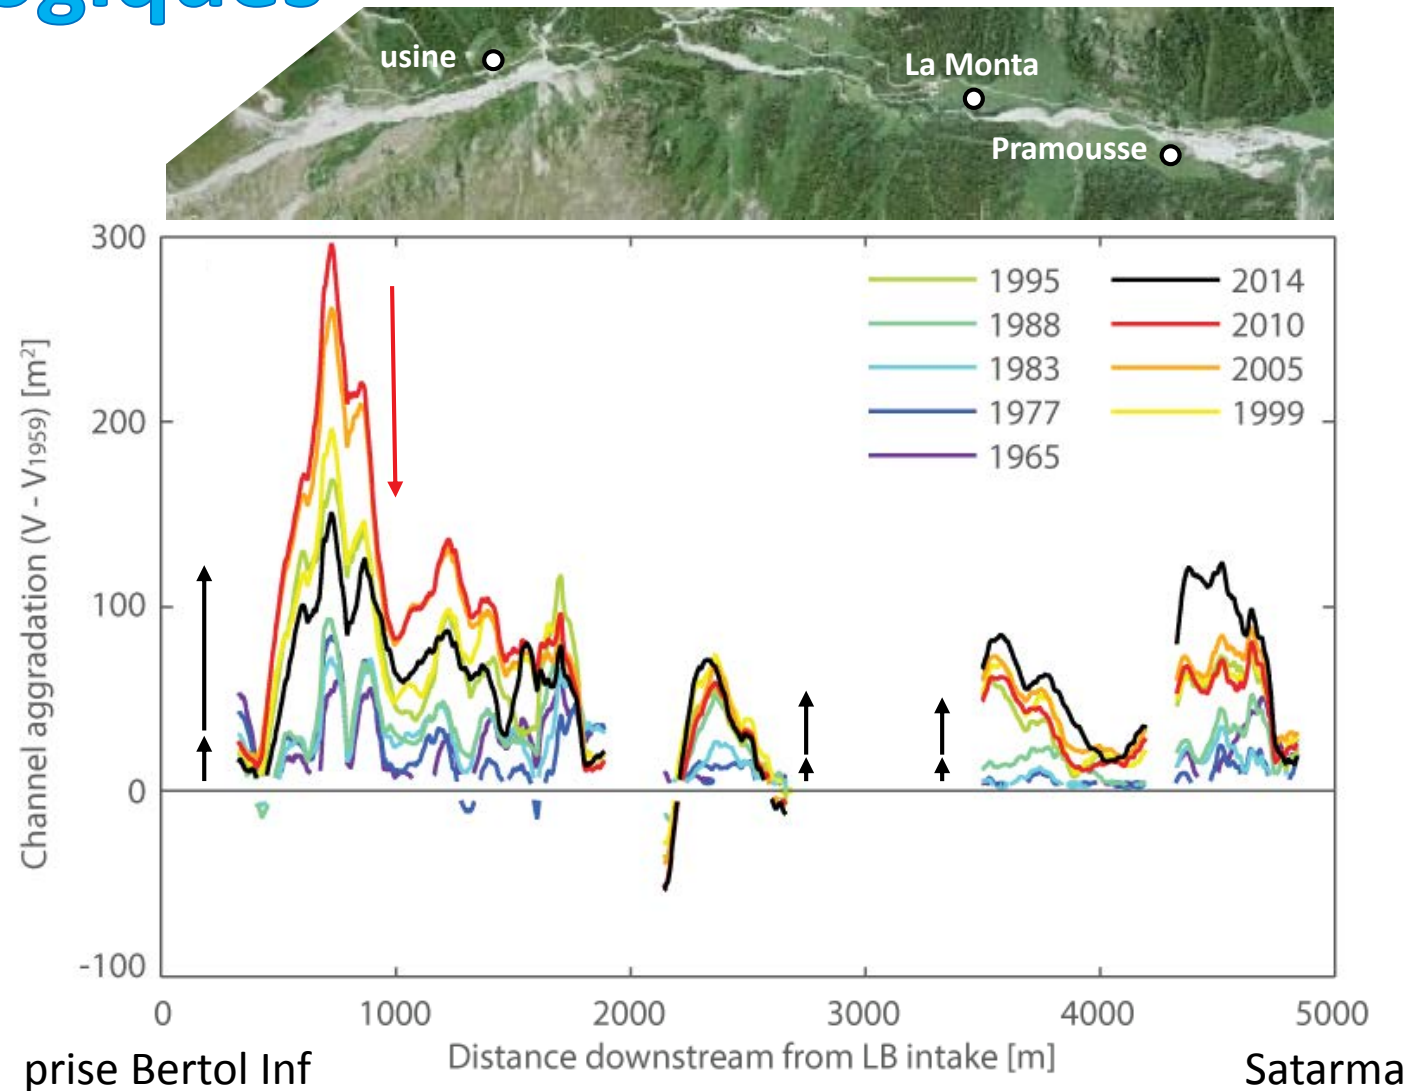 ogiques
usine
La Monta
Pramousse
300
200
100
0
-100
Channel aggradation (V - V1959) [m²]
1995
1988
1983
1977
1965
2014
2010
2005
1999
0 1000 2000 3000 4000 5000
prise Bertol Inf
Distance downstream from LB intake [m]
Satarma